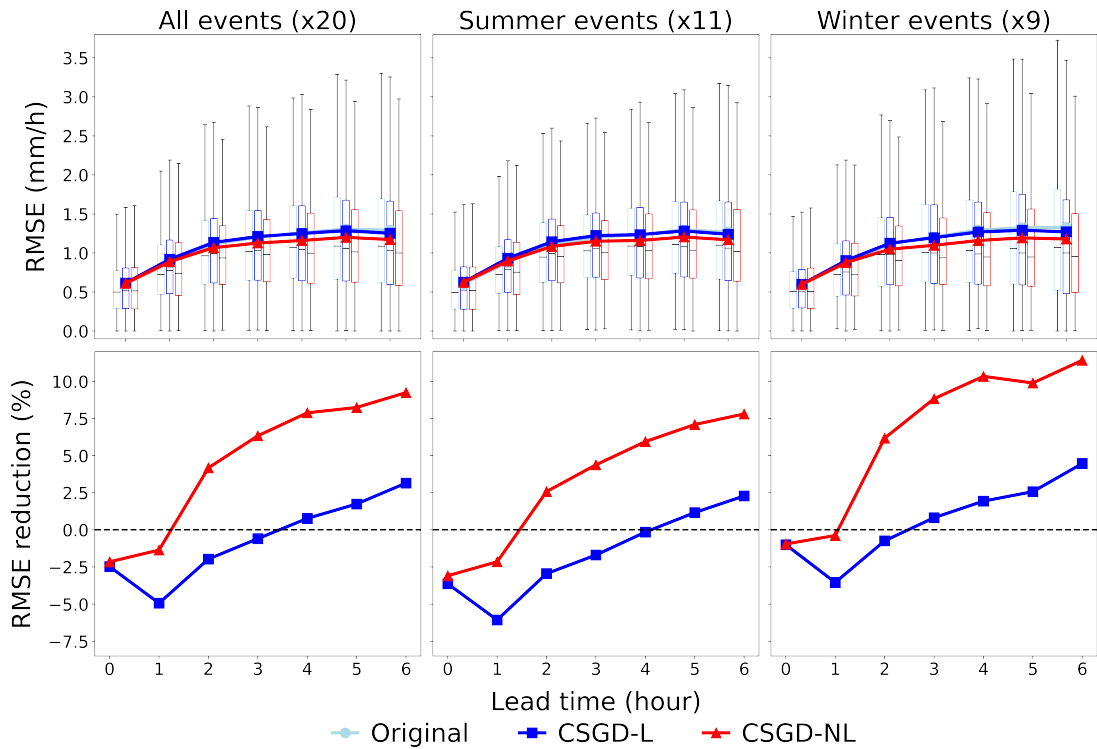 All events (x20)
Summer events (x11)
Winter events (x9)
RMSE (mm/h)
3.5
3.0
2.5
2.0
1.5
1.0
0.5
0.0
RMSE reduction (%)
10.0
7.5
5.0
2.5
0.0
−2.5
−5.0
−7.5
0 1 2 3 4 5 6
0 1 2 3 4 5 6
0 1 2 3 4 5 6
Lead time (hour)
Original CSGD-L CSGD-NL